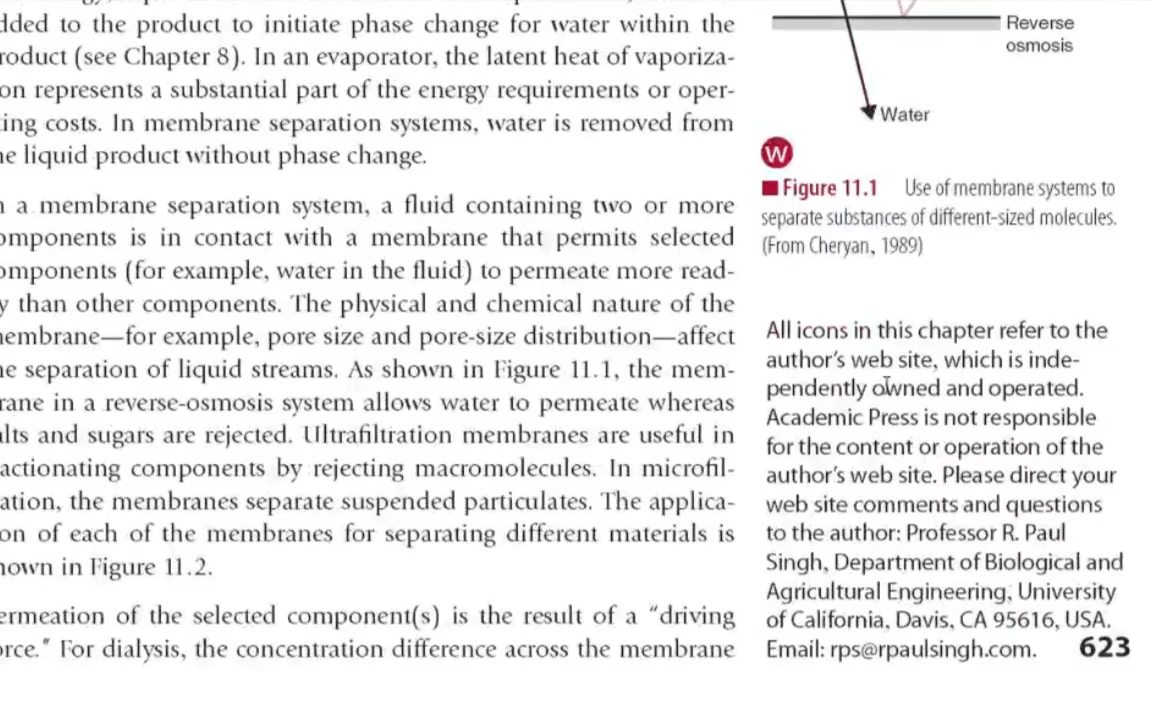 dded to the product to initiate phase change for water within the
roduct (see Chapter 8). In an evaporator, the latent heat of vaporiza-
on represents a substantial part of the energy requirements or oper-
ting costs. In membrane separation systems, water is removed from
he liquid product without phase change.
n a membrane separation system, a fluid containing two or more
omponents is in contact with a membrane that permits selected
omponents (for example, water in the fluid) to permeate more read-
y than other components. The physical and chemical nature of the
nembrane—for example, pore size and pore-size distribution—affect
he separation of liquid streams. As shown in Figure 11.1, the mem-
rane in a reverse-osmosis system allows water to permeate whereas
alts and sugars are rejected. Ultrafiltration membranes are useful in
actionating components by rejecting macromolecules. In microfil-
ation, the membranes separate suspended particulates. The applica-
on of each of the membranes for separating different materials is
hown in Figure 11.2.
ermeation of the selected component(s) is the result of a “driving
orce.” For dialysis, the concentration difference across the membrane
Reverse
osmosis
Water
W
Figure 11.1 Use of membrane systems to
separate substances of different-sized molecules.
(From Cheryan, 1989)
All icons in this chapter refer to the
author’s web site, which is inde-
pendently owned and operated.
Academic Press is not responsible
for the content or operation of the
author’s web site. Please direct your
web site comments and questions
to the author: Professor R. Paul
Singh, Department of Biological and
Agricultural Engineering, University
of California, Davis, CA 95616, USA.
Email: rps@rpaulsingh.com. 623